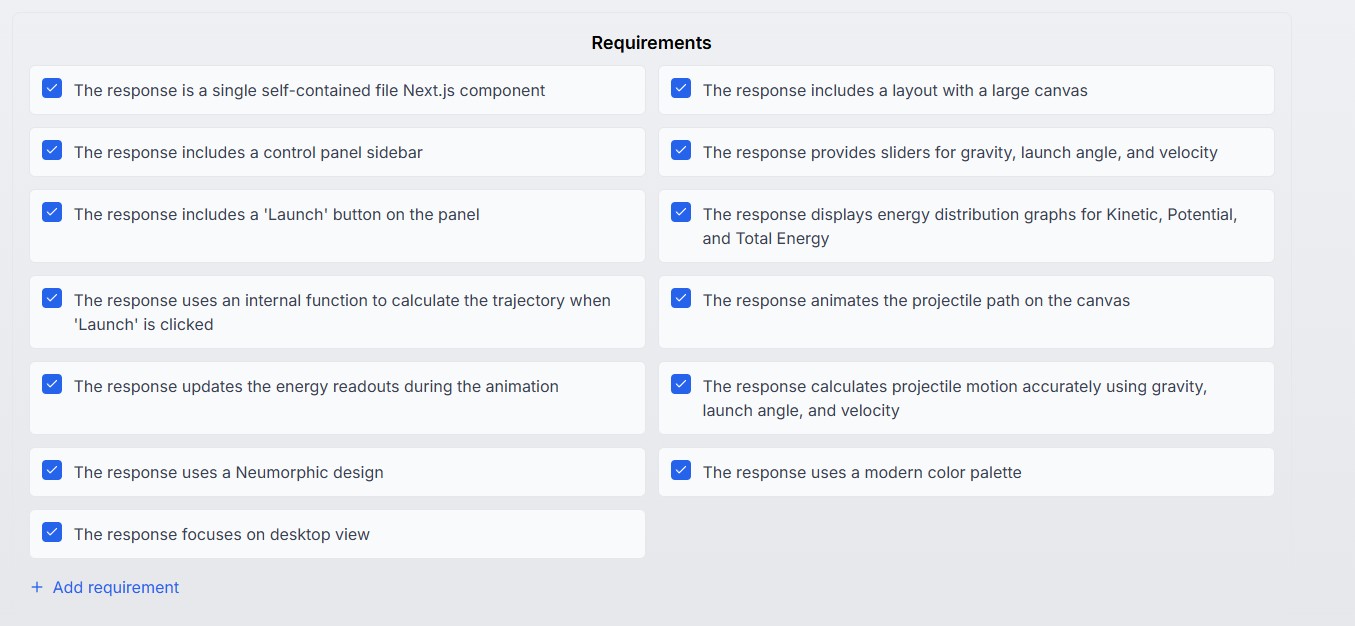 Requirements
The response is a single self-contained file Next.js component
The response includes a layout with a large canvas
The response includes a control panel sidebar
The response provides sliders for gravity, launch angle, and velocity
The response includes a 'Launch' button on the panel
The response displays energy distribution graphs for Kinetic, Potential,
and Total Energy
The response uses an internal function to calculate the trajectory when
'Launch' is clicked
The response animates the projectile path on the canvas
The response updates the energy readouts during the animation
The response calculates projectile motion accurately using gravity,
launch angle, and velocity
The response uses a Neumorphic design
The response uses a modern color palette
The response focuses on desktop view
+ Add requirement